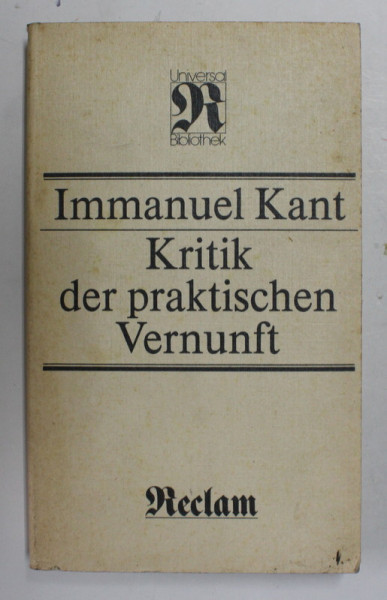 Universal
R
Bibliothek
Immanuel Kant
Kritik
der praktischen
Vernunft
Reclam